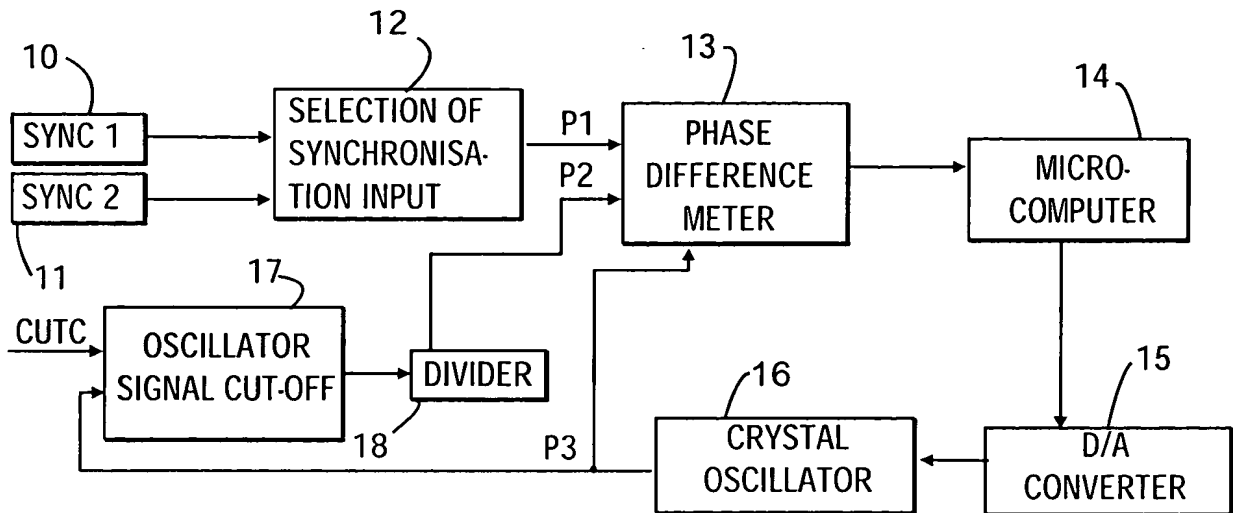 10
SYNC 1
SYNC 2
11
12
SELECTION OF
SYNCHRONISA-
TION INPUT
P1
P2
13
PHASE
DIFFERENCE
METER
14
MICRO-
COMPUTER
CUTC
17
OSCILLATOR
SIGNAL CUT-OFF
DIVIDER
18
P3
16
CRYSTAL
OSCILLATOR
15
D/A
CONVERTER